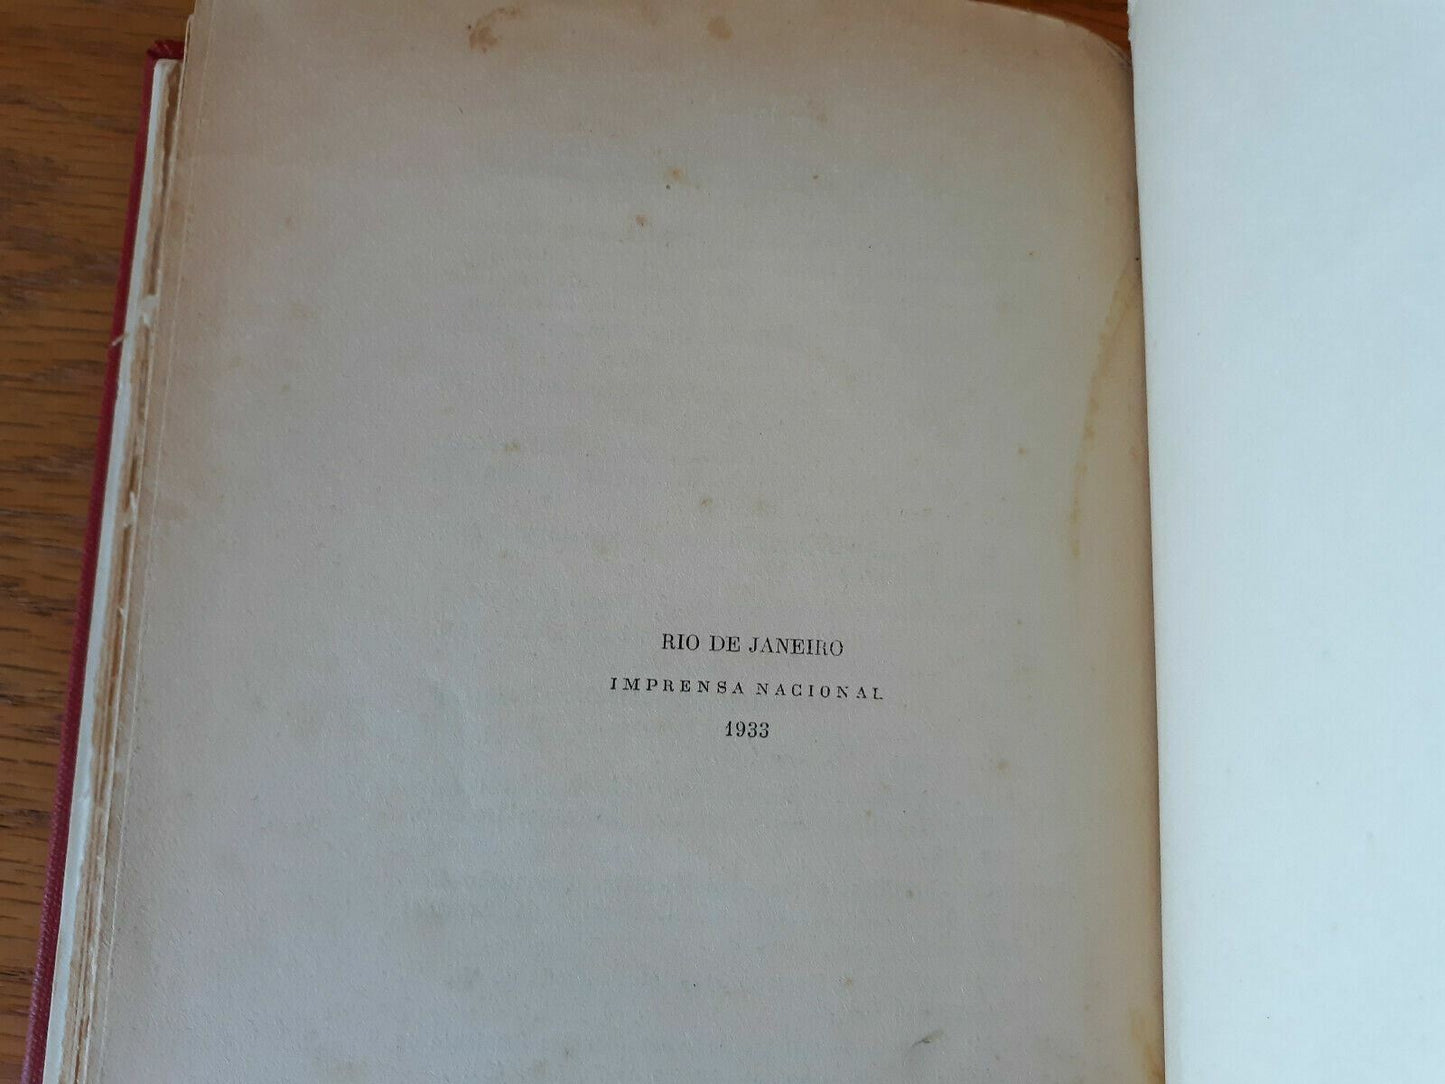 RIO DE JANEIRO
IMPRENSA NACIONAL
1933